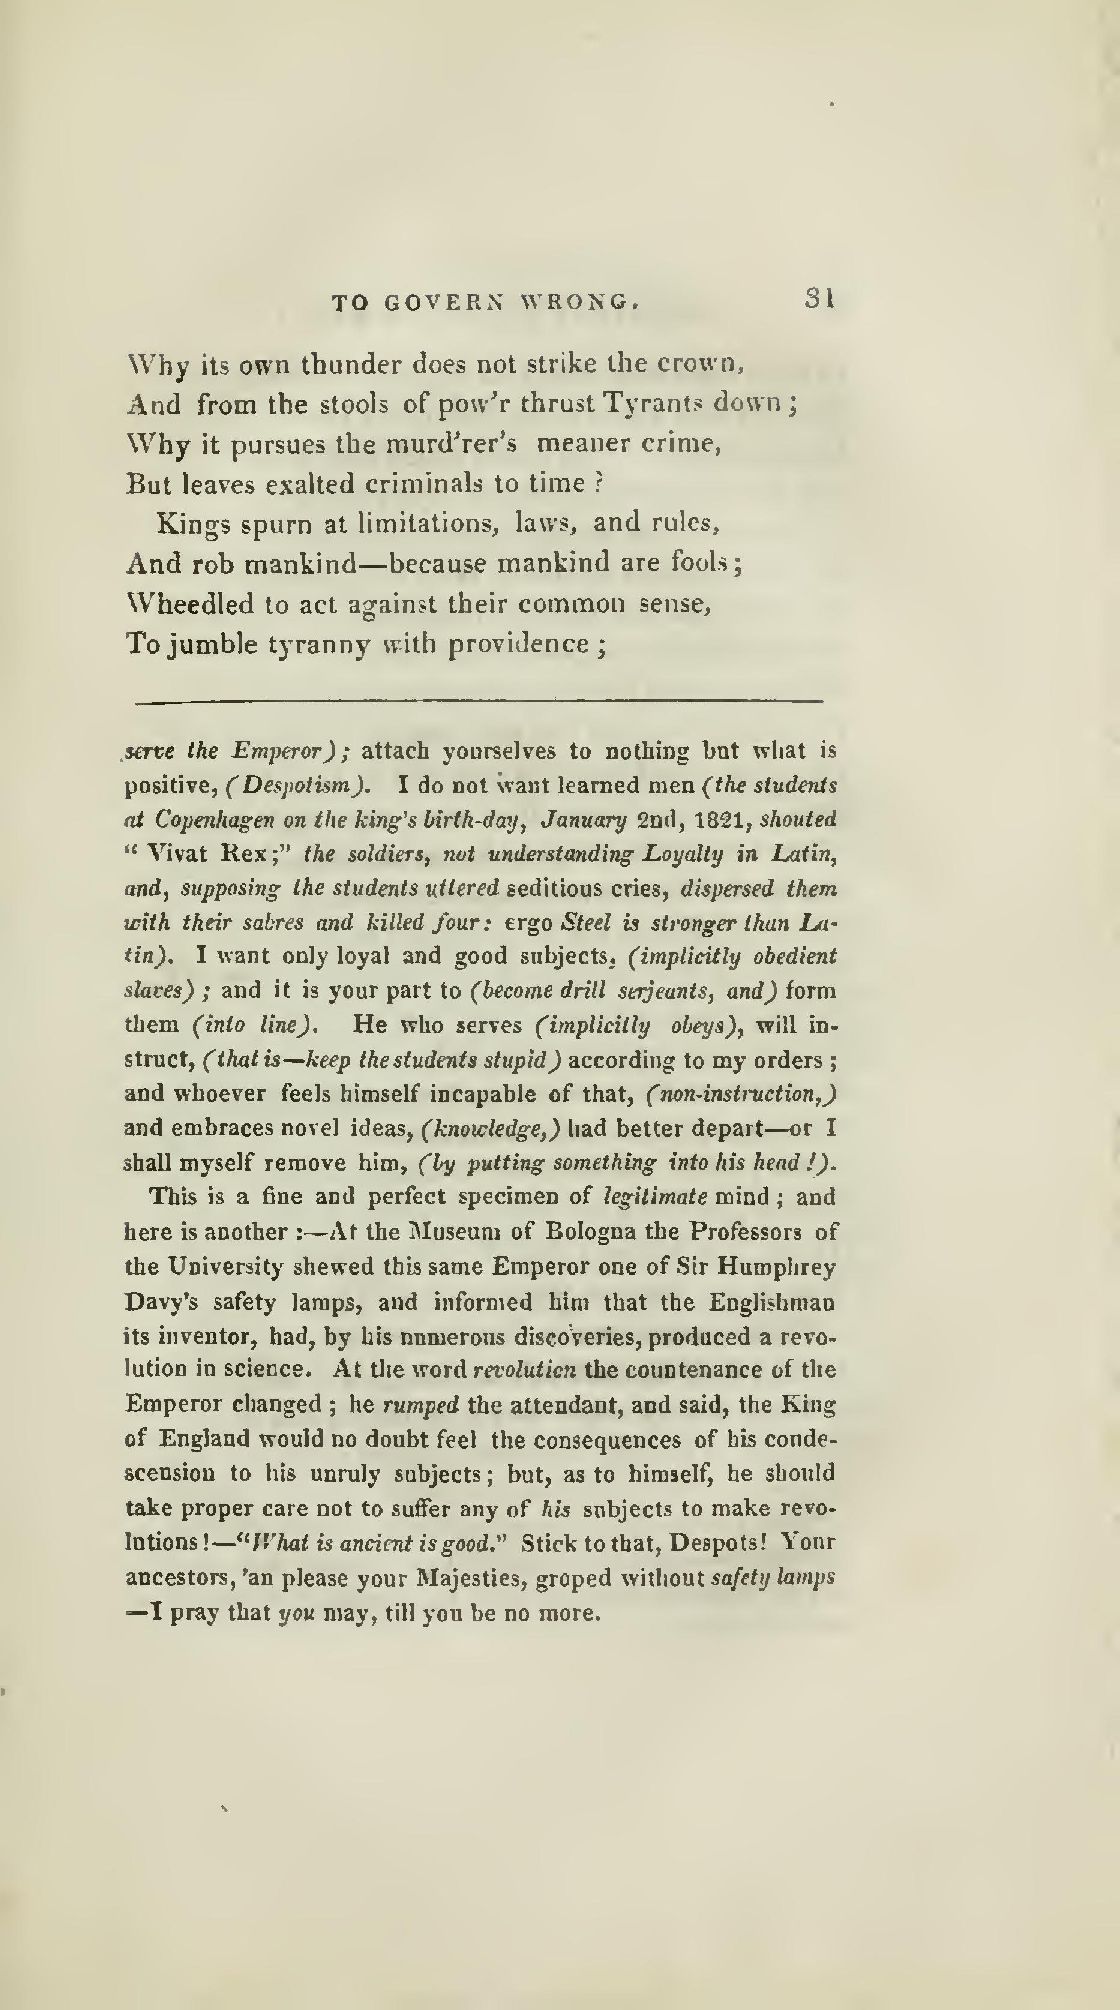 TO GOVERN WRONG. 31
Why its own thunder does not strike the crown,
And from the stools of pow'r thrust Tyrants down;
Why it pursues the murd'rer's meaner crime,
But leaves exalted criminals to time ?
Kings spurn at limitations, laws, and rules,
And rob mankind—because mankind are fools;
Wheedled to act against their common sense,
To jumble tyranny with providence ;
serve the Emperor); attach yourselves to nothing but what is
positive, (Despotism). I do not want learned men (the students
at Copenhagen on the king's birth-day, January 2nd, 1821, shouted
“ Vivat Rex;” the soldiers, not understanding Loyalty in Latin,
and, supposing the students uttered seditious cries, dispersed them
with their sabres and killed four: ergo Steel is stronger than La-
tin). I want only loyal and good subjects, (implicitly obedient
slaves) ; and it is your part to (become drill serjeants, and) form
them (into line). He who serves (implicitly obeys), will in-
struct, (that is—keep the students stupid) according to my orders ;
and whoever feels himself incapable of that, (non-instruction,)
and embraces novel ideas, (knowledge,) had better depart—or I
shall myself remove him, (by putting something into his head !).
This is a fine and perfect specimen of legitimate mind ; and
here is another :—At the Museum of Bologna the Professors of
the University shewed this same Emperor one of Sir Humphrey
Davy's safety lamps, and informed him that the Englishman
its inventor, had, by his numerous discoveries, produced a revo-
lution in science. At the word revolution the countenance of the
Emperor changed ; he rumped the attendant, and said, the King
of England would no doubt feel the consequences of his conde-
scension to his unruly subjects; but, as to himself, he should
take proper care not to suffer any of his subjects to make revo-
lutions!—“What is ancient is good.” Stick to that, Despots! Your
ancestors, 'an please your Majesties, groped without safety lamps
—I pray that you may, till you be no more.